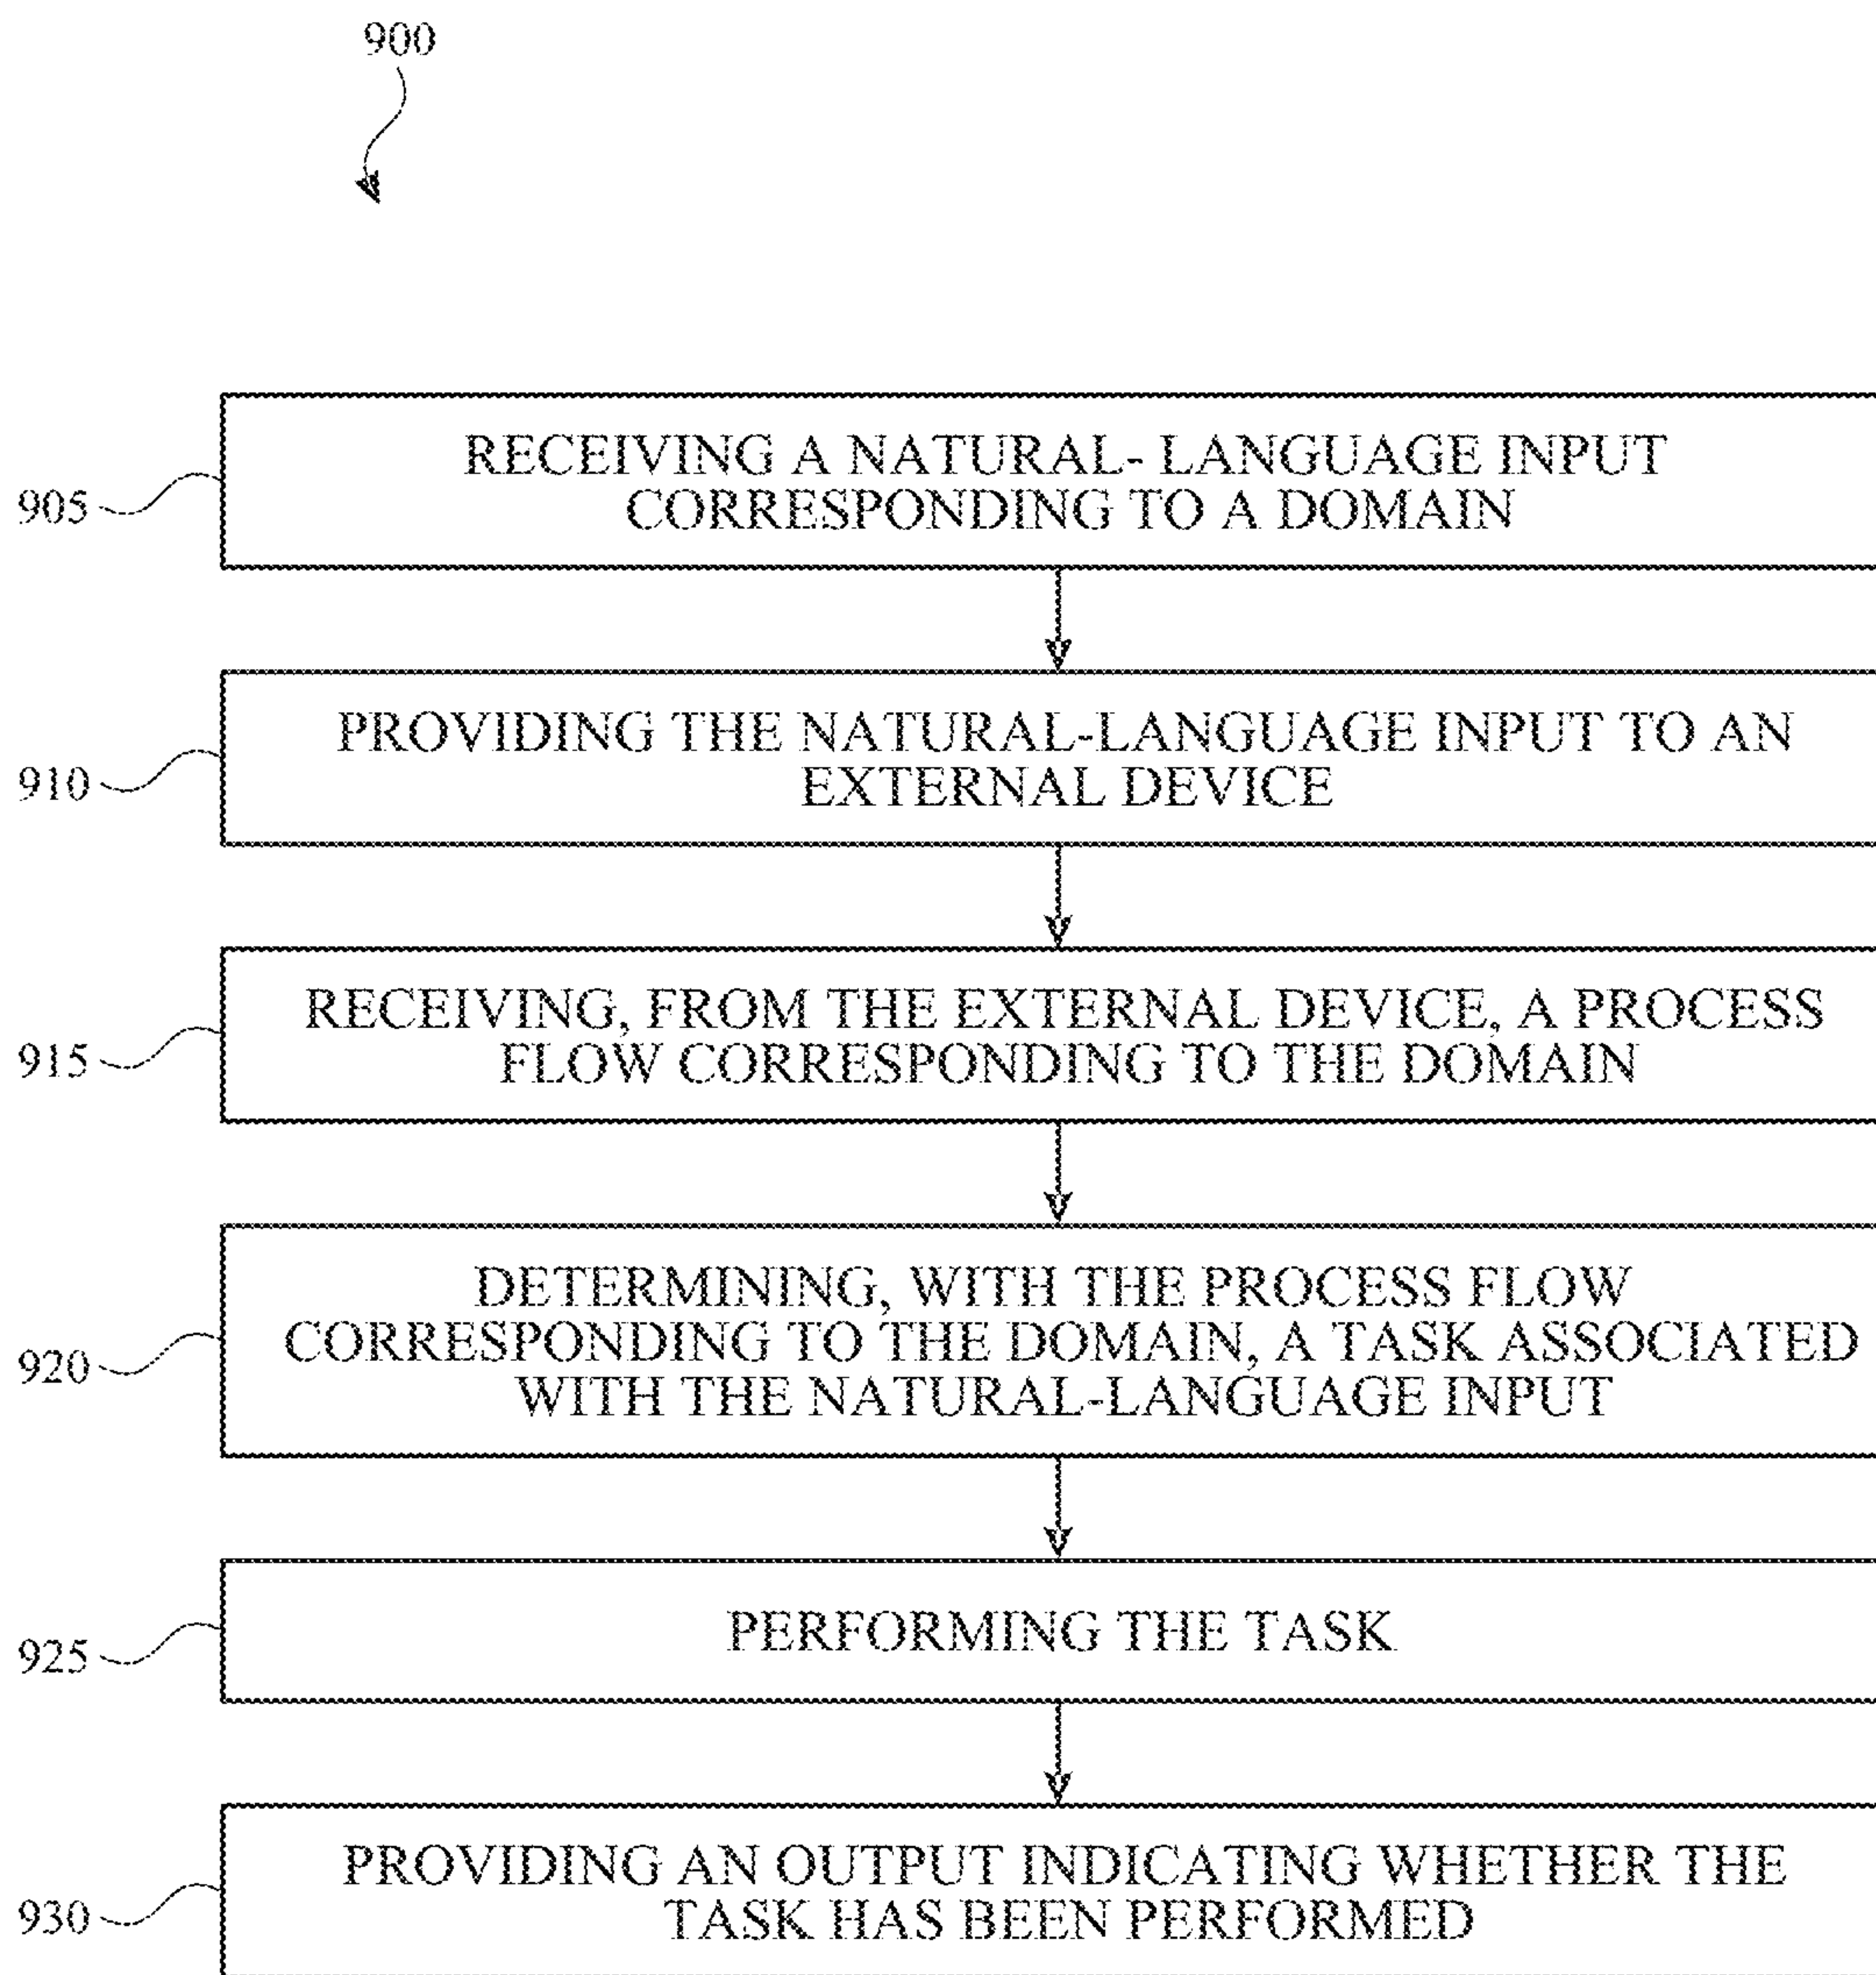 900
905
RECEIVING A NATURAL- LANGUAGE INPUT
CORRESPONDING TO A DOMAIN
910
PROVIDING THE NATURAL-LANGUAGE INPUT TO AN
EXTERNAL DEVICE
915
RECEIVING, FROM THE EXTERNAL DEVICE, A PROCESS
FLOW CORRESPONDING TO THE DOMAIN
920
DETERMINING, WITH THE PROCESS FLOW
CORRESPONDING TO THE DOMAIN, A TASK ASSOCIATED
WITH THE NATURAL-LANGUAGE INPUT
925
PERFORMING THE TASK
930
PROVIDING AN OUTPUT INDICATING WHETHER THE
TASK HAS BEEN PERFORMED